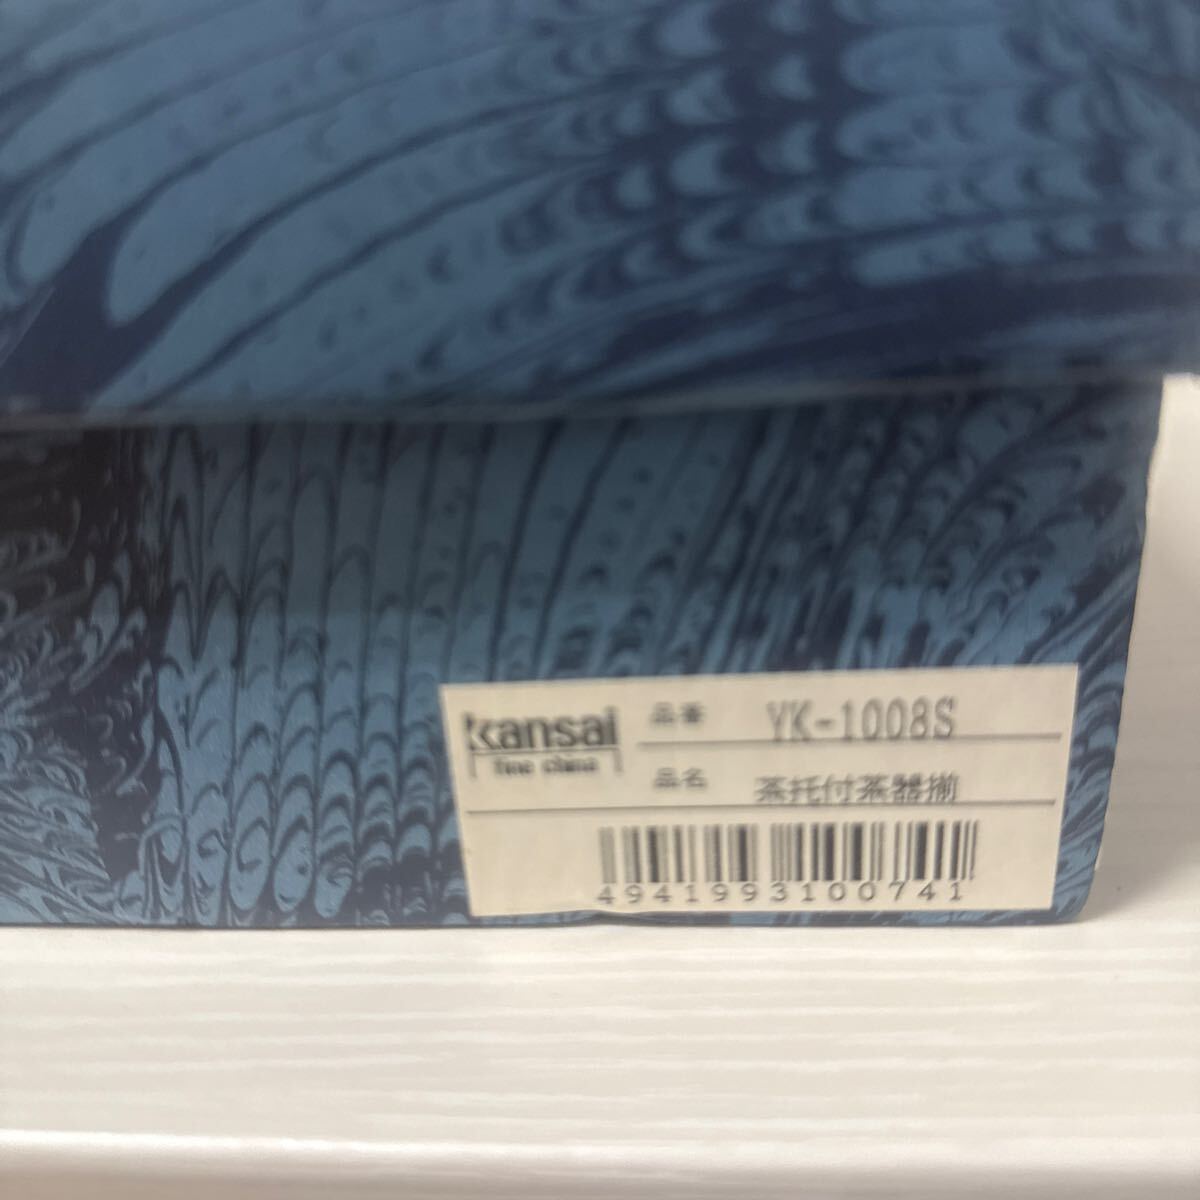 kansai
fine china
品番 YK-1008S
品名 茶托付茶器揃
4941993100741